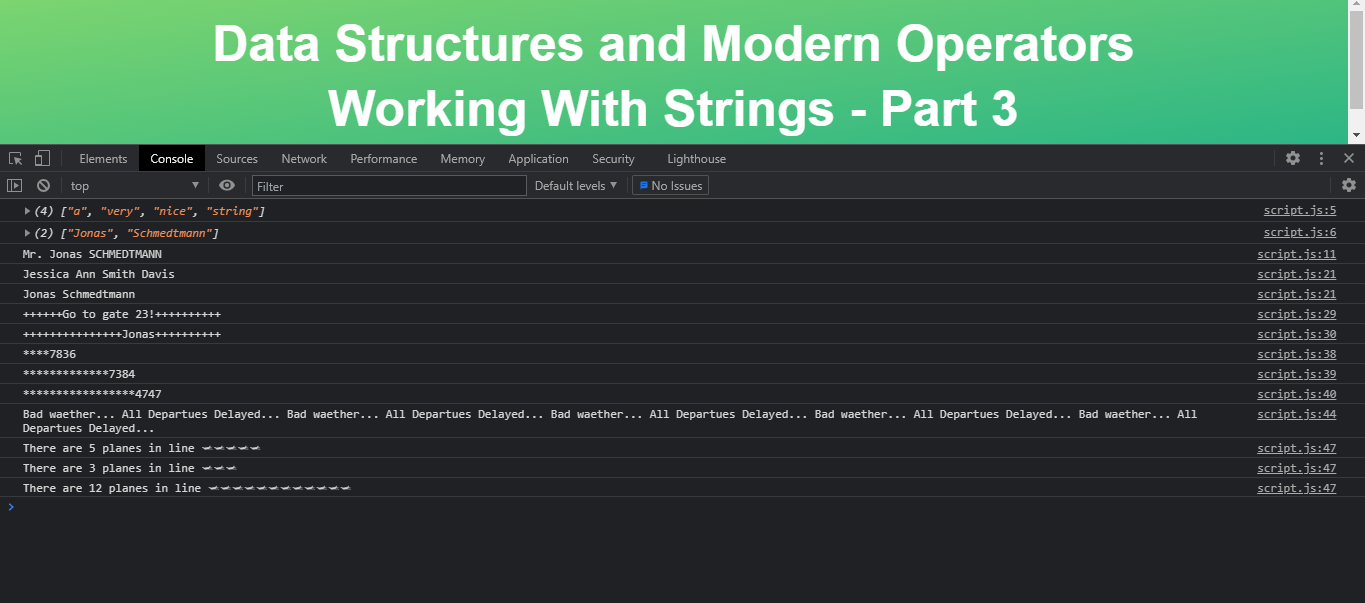 Data Structures and Modern Operators
Working With Strings - Part 3
Elements Console Sources Network Performance Memory Application Security Lighthouse
top Filter Default levels No Issues
(4) ["a", "very", "nice", "string"] script.js:5
(2) ["Jonas", "Schmedtmann"] script.js:6
Mr. Jonas SCHMEDTMANN script.js:11
Jessica Ann Smith Davis script.js:21
Jonas Schmedtmann script.js:21
++++++Go to gate 23!++++++++++ script.js:29
+++++++++++++++Jonas++++++++++ script.js:30
****7836 script.js:38
*************7384 script.js:39
*****************4747 script.js:40
Bad waether... All Departues Delayed... Bad waether... All Departues Delayed... Bad waether... All Departues Delayed... Bad waether... All Departues Delayed... Bad waether... All script.js:44
Departues Delayed...
There are 5 planes in line 🛩🛩🛩🛩🛩 script.js:47
There are 3 planes in line 🛩🛩🛩 script.js:47
There are 12 planes in line 🛩🛩🛩🛩🛩🛩🛩🛩🛩🛩🛩🛩 script.js:47